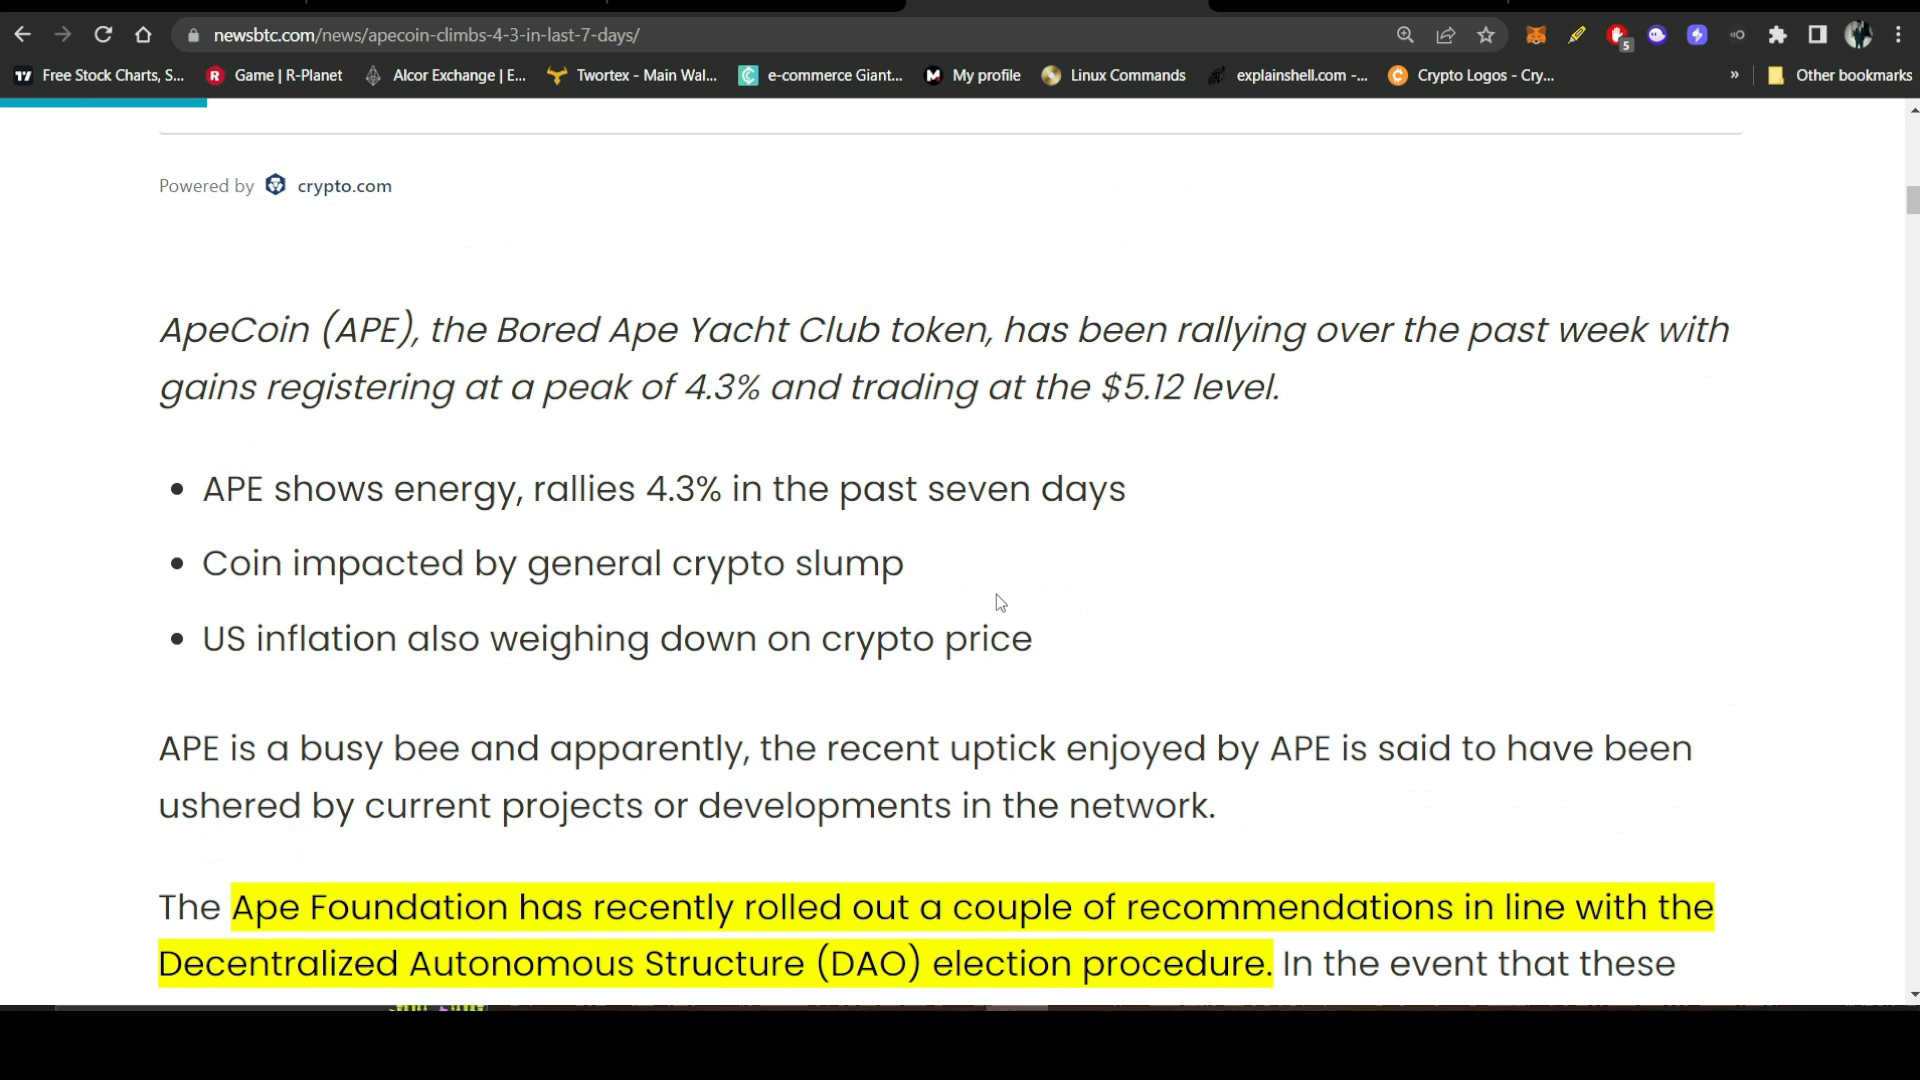 newsbtc.com/news/apecoin-climbs-4-3-in-last-7-days/
5
Free Stock Charts, S...
Game | R-Planet
Alcor Exchange | E...
Twortex - Main Wal...
e-commerce Giant...
My profile
Linux Commands
explainshell.com -...
Crypto Logos - Cry...
»
Other bookmarks
Powered by crypto.com
ApeCoin (APE), the Bored Ape Yacht Club token, has been rallying over the past week with
gains registering at a peak of 4.3% and trading at the $5.12 level.
• APE shows energy, rallies 4.3% in the past seven days
• Coin impacted by general crypto slump
• US inflation also weighing down on crypto price
APE is a busy bee and apparently, the recent uptick enjoyed by APE is said to have been
ushered by current projects or developments in the network.
The Ape Foundation has recently rolled out a couple of recommendations in line with the
Decentralized Autonomous Structure (DAO) election procedure. In the event that these